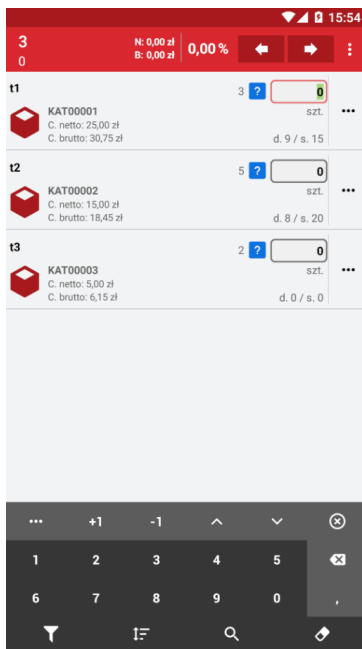 15:54
3
0
N: 0,00 zł
B: 0,00 zł
0,00 %
t1
3 ? 0
KAT00001
szt.
C. netto: 25,00 zł
C. brutto: 30,75 zł
d. 9 / s. 15
t2
5 ? 0
KAT00002
szt.
C. netto: 15,00 zł
C. brutto: 18,45 zł
d. 8 / s. 20
t3
2 ? 0
KAT00003
szt.
C. netto: 5,00 zł
C. brutto: 6,15 zł
d. 0 / s. 0
+1 -1
1 2 3 4 5
6 7 8 9 0 ,